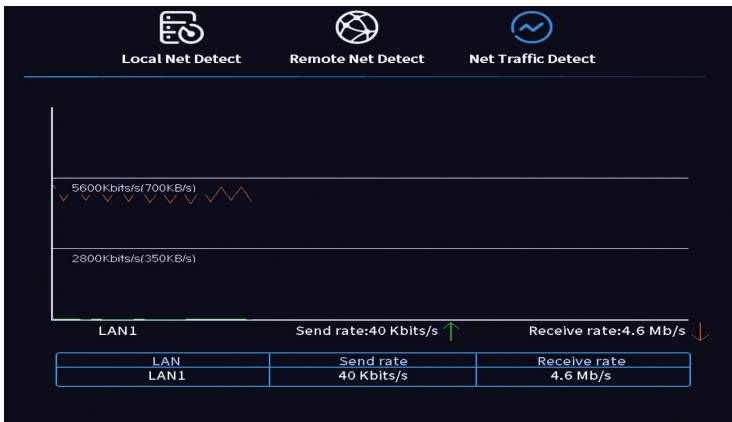 Local Net Detect
Remote Net Detect
Net Traffic Detect
5600Kbits/s(700KB/s)
2800Kbits/s(350KB/s)
LAN1
Send rate:40 Kbits/s
Receive rate:4.6 Mb/s
LAN Send rate Receive rate
LAN1 40 Kbits/s 4.6 Mb/s